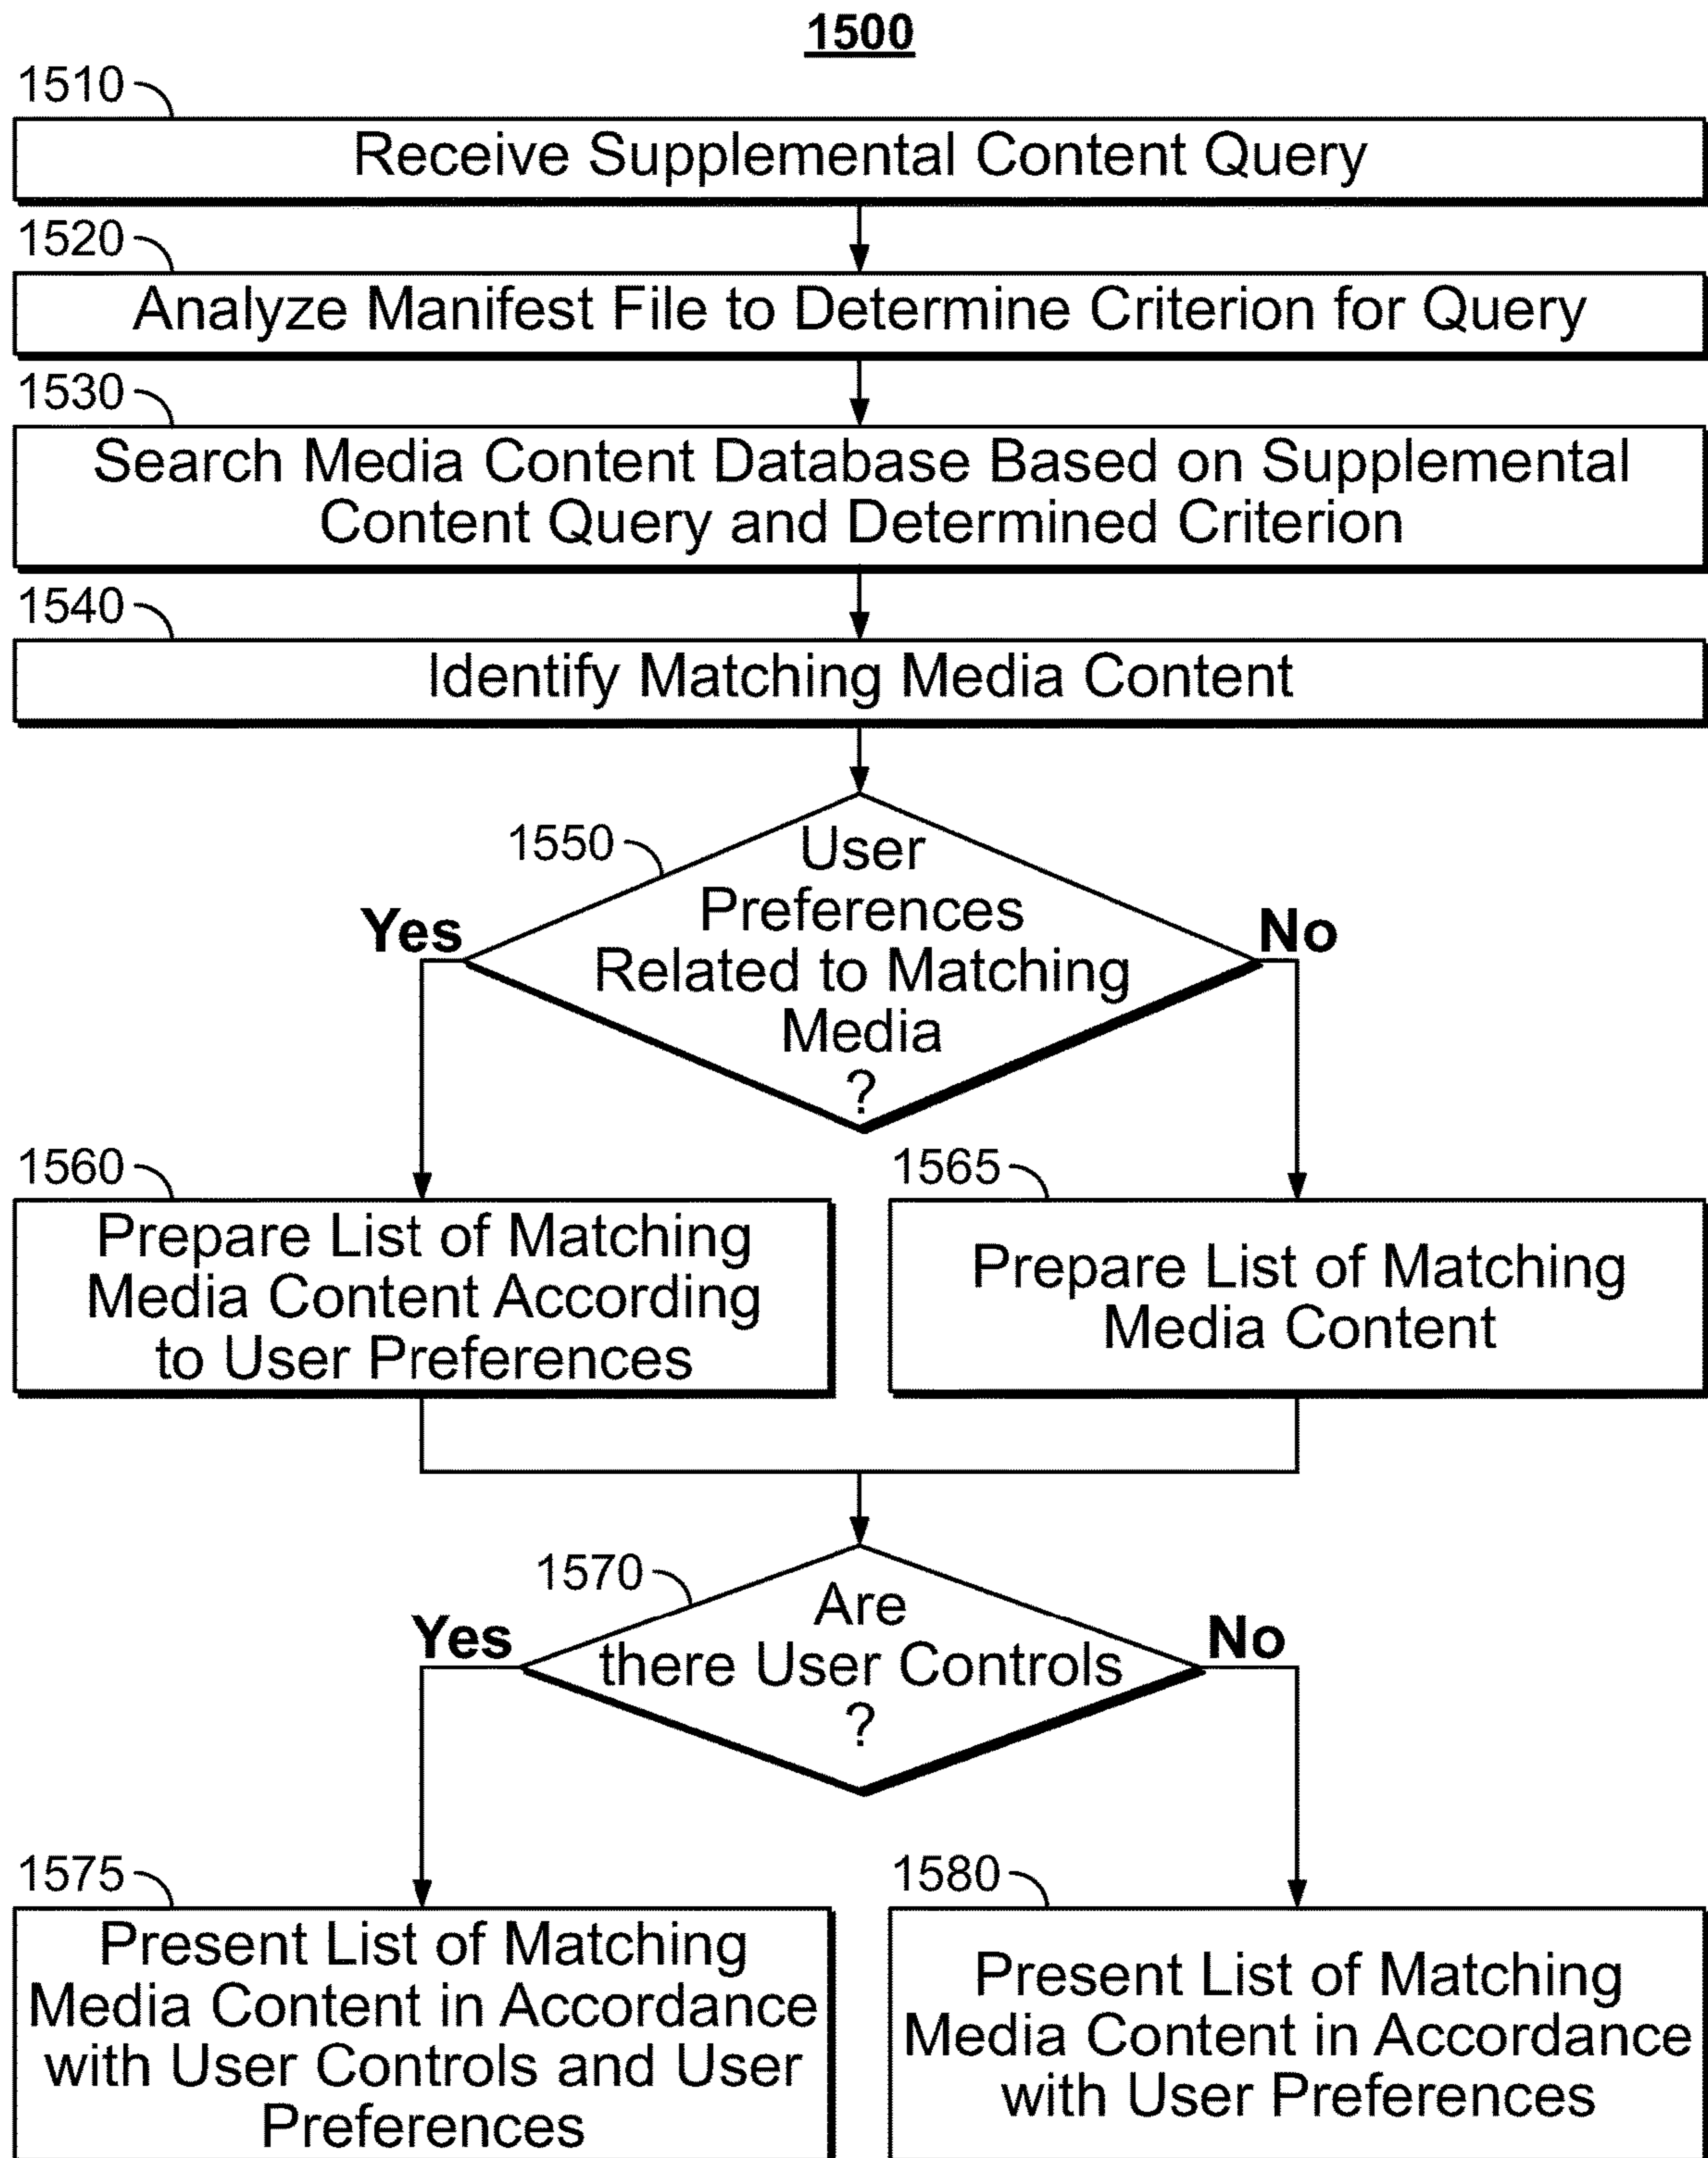 1500
1510
Receive Supplemental Content Query
1520
Analyze Manifest File to Determine Criterion for Query
1530
Search Media Content Database Based on Supplemental
Content Query and Determined Criterion
1540
Identify Matching Media Content
1550
User
Preferences
Related to Matching
Media
?
Yes
No
1560
Prepare List of Matching
Media Content According
to User Preferences
1565
Prepare List of Matching
Media Content
1570
Are
there User Controls
?
Yes
No
1575
Present List of Matching
Media Content in Accordance
with User Controls and User
Preferences
1580
Present List of Matching
Media Content in Accordance
with User Preferences